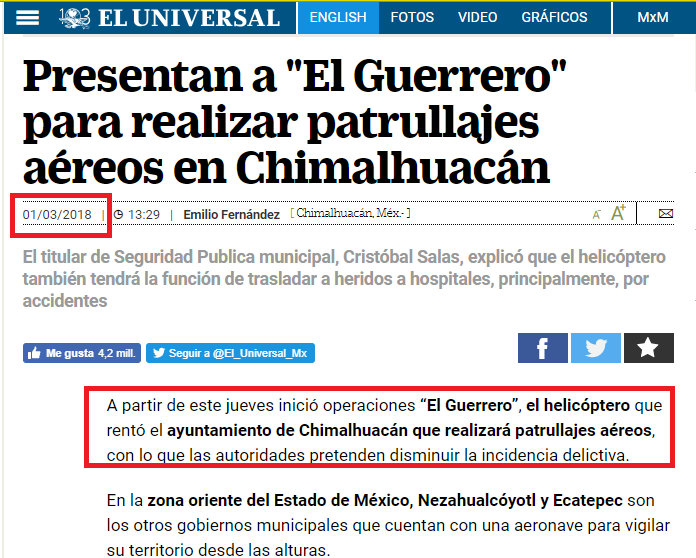 103 EL UNIVERSAL ENGLISH FOTOS VIDEO GRÁFICOS MxM
Presentan a "El Guerrero"
para realizar patrullajes
aéreos en Chimalhuacán
01/03/2018 | 13:29 | Emilio Fernández [ Chimalhuacán, Méx.- ] A- A+
El titular de Seguridad Publica municipal, Cristóbal Salas, explicó que el helicóptero
también tendrá la función de trasladar a heridos a hospitales, principalmente, por
accidentes
Me gusta 4,2 mill. Seguir a @El_Universal_Mx
A partir de este jueves inició operaciones “El Guerrero”, el helicóptero que
rentó el ayuntamiento de Chimalhuacán que realizará patrullajes aéreos,
con lo que las autoridades pretenden disminuir la incidencia delictiva.
En la zona oriente del Estado de México, Nezahualcóyotl y Ecatepec son
los otros gobiernos municipales que cuentan con una aeronave para vigilar
su territorio desde las alturas.